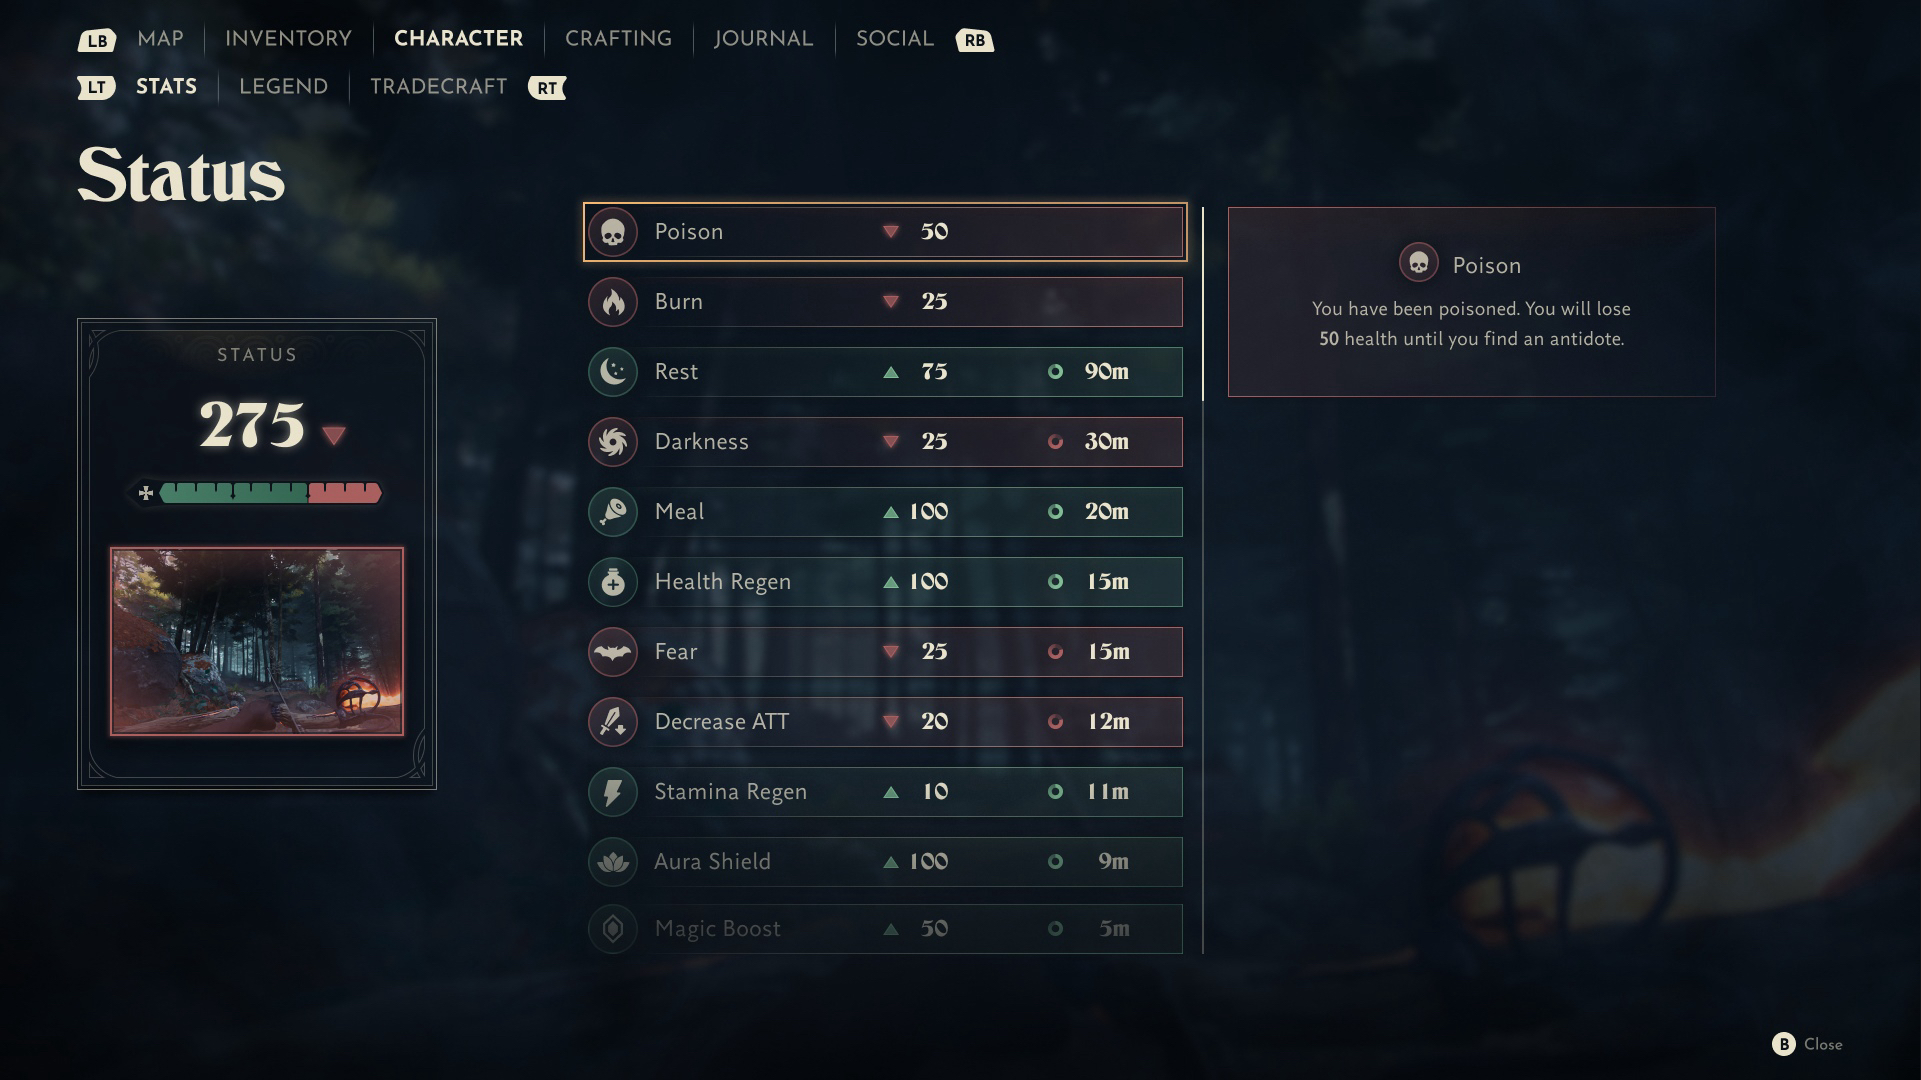 LB MAP INVENTORY CHARACTER CRAFTING JOURNAL SOCIAL RB
LT STATS LEGEND TRADECRAFT RT
Status
STATUS
275
Poison 50
Burn 25
Rest 75 90m
Darkness 25 30m
Meal 100 20m
Health Regen 100 15m
Fear 25 15m
Decrease ATT 20 12m
Stamina Regen 10 11m
Aura Shield 100 9m
Magic Boost 50 5m
Poison
You have been poisoned. You will lose
50 health until you find an antidote.
B Close